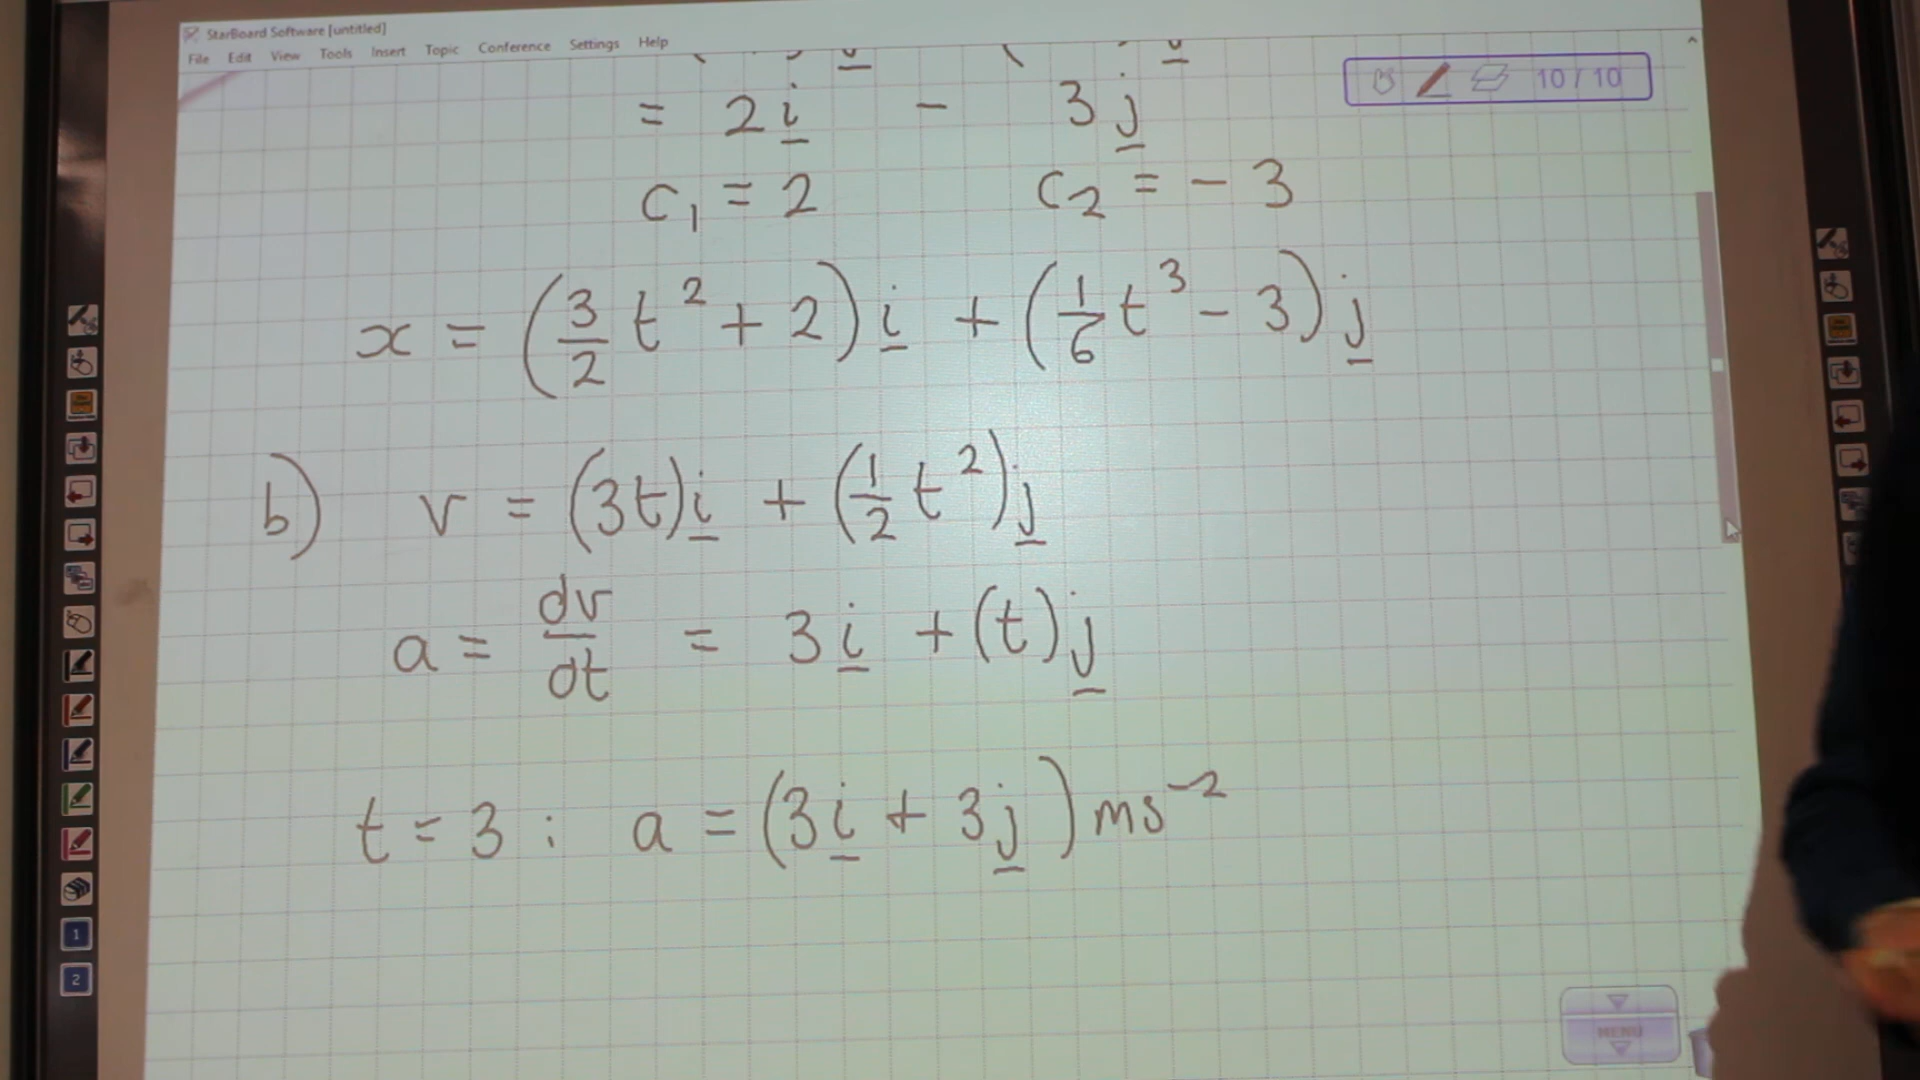 StarBoard Software [untitled]
File Edit View Tools Insert Topic Conference Settings Help
10 / 10
= 2i - 3j
c₁ = 2 c₂ = - 3
x = (3/2 t² + 2) i + (1/6 t³ - 3) j
b) v = (3t)i + (1/2 t²)j
a = dv/dt = 3i + (t)j
t = 3 : a = (3i + 3j) ms⁻²
1
2
MENU